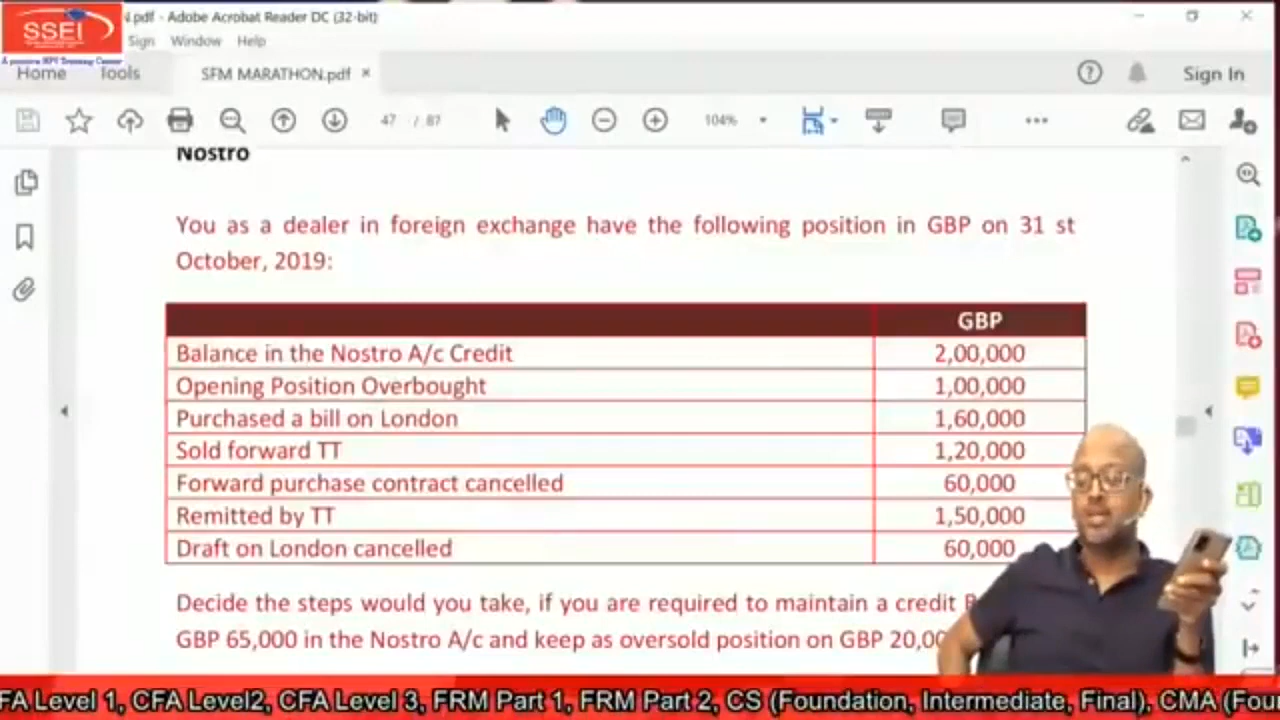 SSEI
.pdf - Adobe Acrobat Reader DC (32-bit)
Sign Window Help
Home Tools SFM MARATHON.pdf × Sign In
47 / 87 104%
Nostro
You as a dealer in foreign exchange have the following position in GBP on 31 st
October, 2019:
GBP
Balance in the Nostro A/c Credit 2,00,000
Opening Position Overbought 1,00,000
Purchased a bill on London 1,60,000
Sold forward TT 1,20,000
Forward purchase contract cancelled 60,000
Remitted by TT 1,50,000
Draft on London cancelled 60,000
Decide the steps would you take, if you are required to maintain a credit
GBP 65,000 in the Nostro A/c and keep as oversold position on GBP 20,00
FA Level 1, CFA Level2, CFA Level 3, FRM Part 1, FRM Part 2, CS (Foundation, Intermediate, Final), CMA (Fou